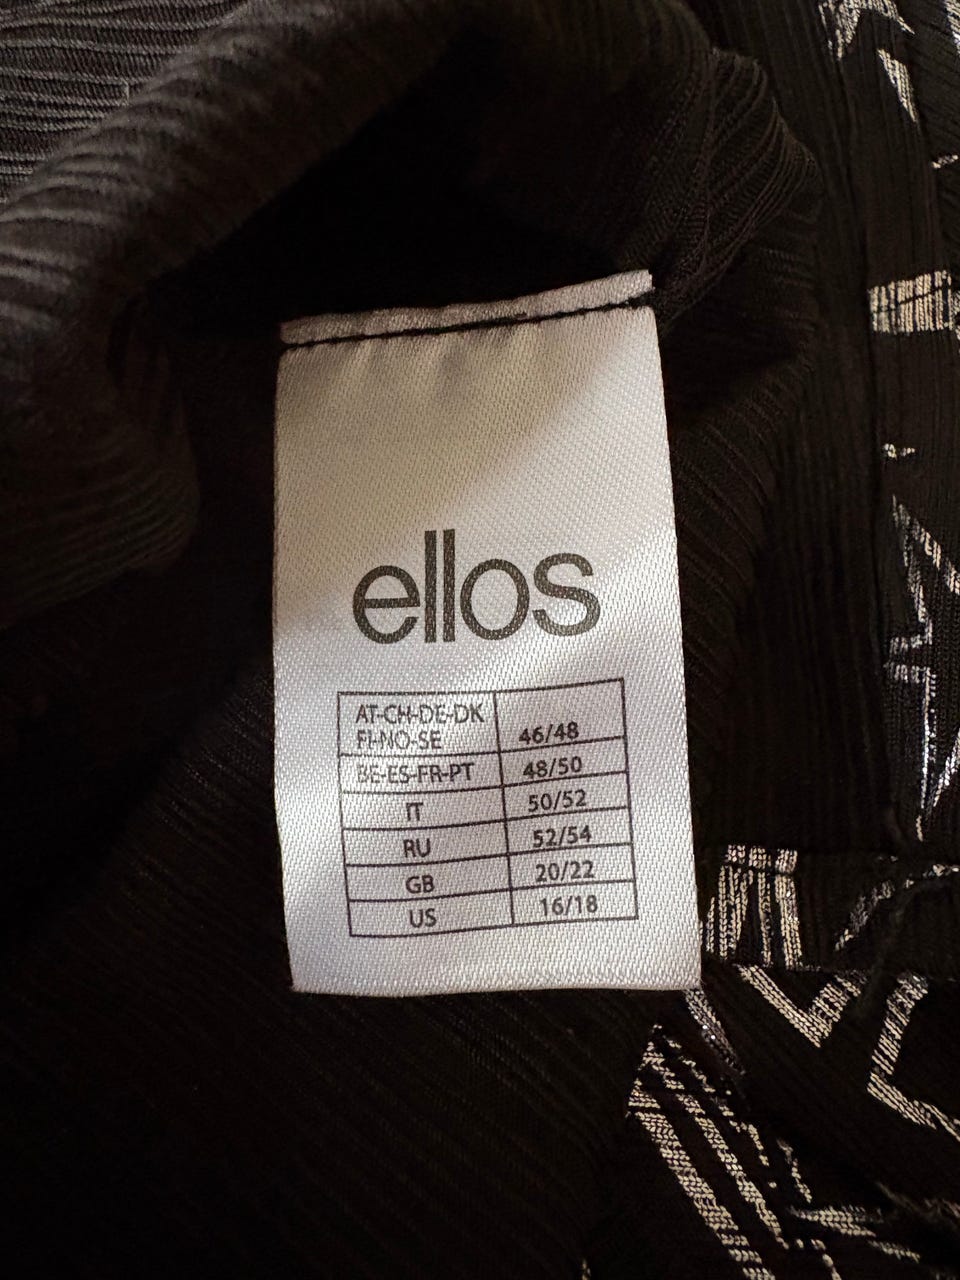 ellos
AT-CH-DE-DK
FI-NO-SE 46/48
BE-ES-FR-PT 48/50
IT 50/52
RU 52/54
GB 20/22
US 16/18